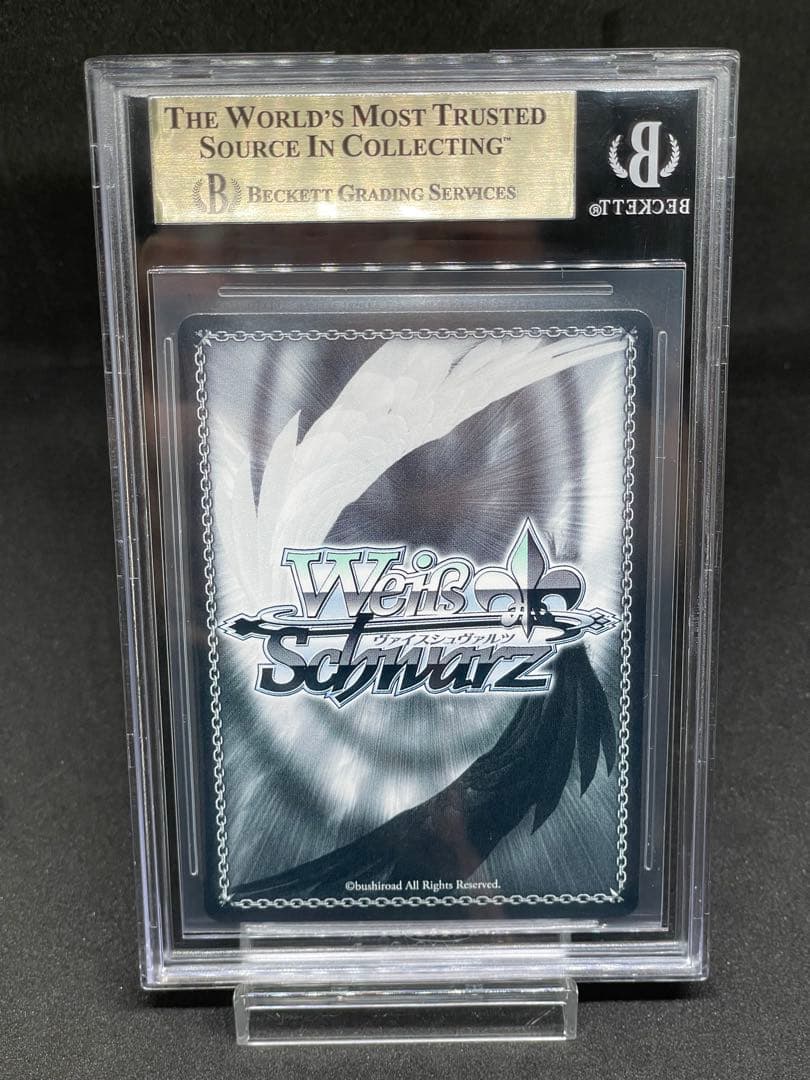 THE WORLD'S MOST TRUSTED
SOURCE IN COLLECTING™
B BECKETT GRADING SERVICES
B
BECKETT®
Weiß
ヴァイスシュヴァルツ
Schwarz
©bushiroad All Rights Reserved.